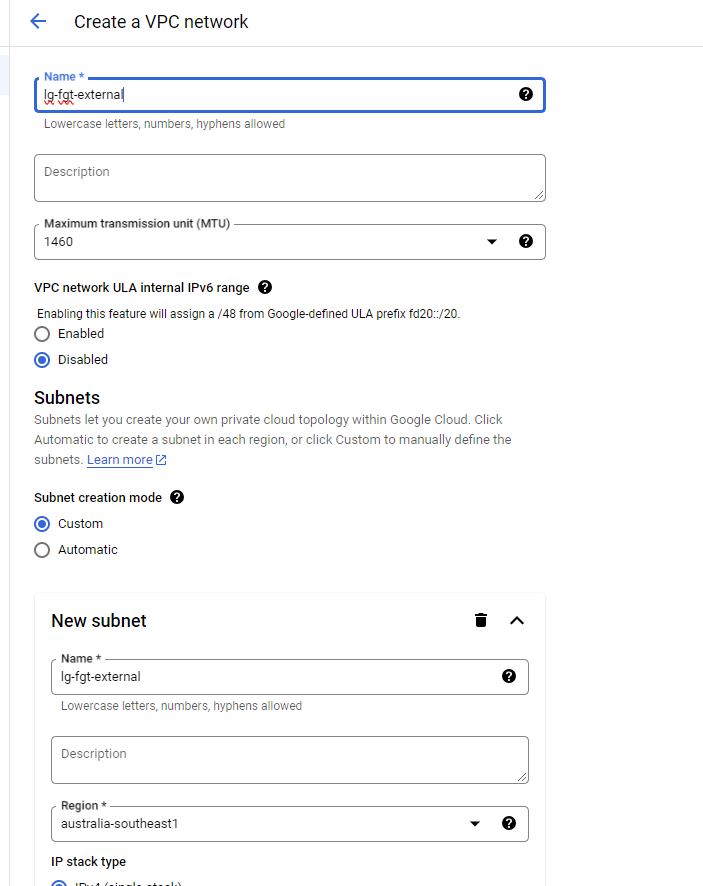 Create a VPC network
Name *
lg-fgt-external
Lowercase letters, numbers, hyphens allowed
Description
Maximum transmission unit (MTU)
1460
VPC network ULA internal IPv6 range
Enabling this feature will assign a /48 from Google-defined ULA prefix fd20::/20.
Enabled
Disabled
Subnets
Subnets let you create your own private cloud topology within Google Cloud. Click
Automatic to create a subnet in each region, or click Custom to manually define the
subnets. Learn more
Subnet creation mode
Custom
Automatic
New subnet
Name *
lg-fgt-external
Lowercase letters, numbers, hyphens allowed
Description
Region *
australia-southeast1
IP stack type
IPv4 (single-stack)